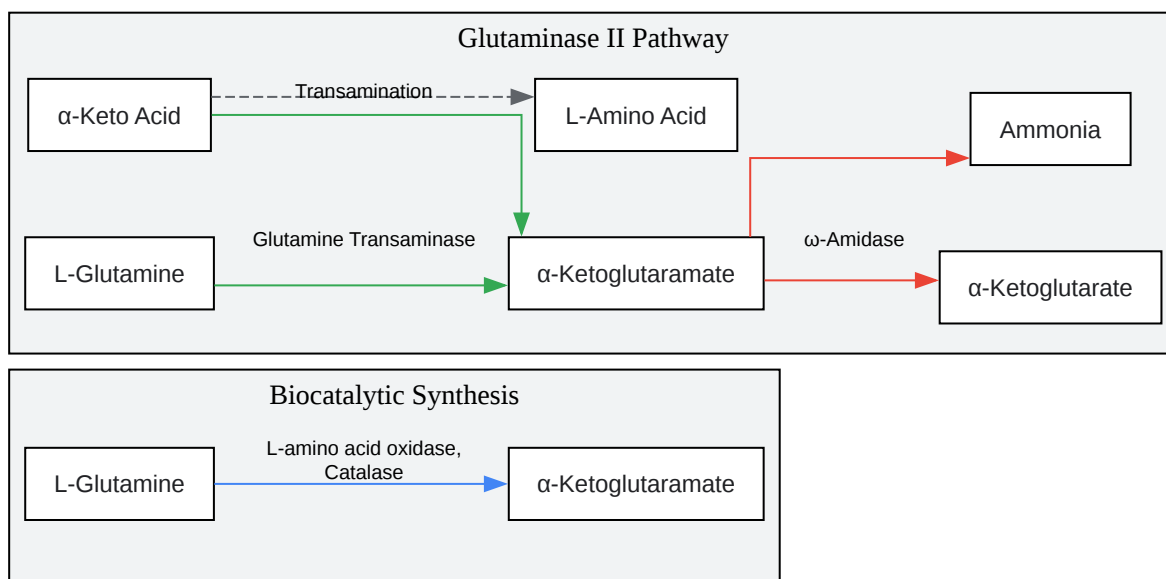 Glutaminase II Pathway
Transamination
α-Keto Acid
L-Amino Acid
Ammonia
Glutamine Transaminase
ω-Amidase
L-Glutamine
α-Ketoglutaramate
α-Ketoglutarate
Biocatalytic Synthesis
L-amino acid oxidase,
Catalase
L-Glutamine
α-Ketoglutaramate